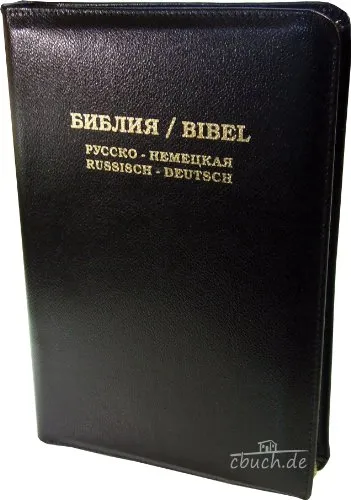 БИБЛИЯ / BIBEL
РУССКО - НЕМЕЦКАЯ
RUSSISCH - DEUTSCH
cbuch.de